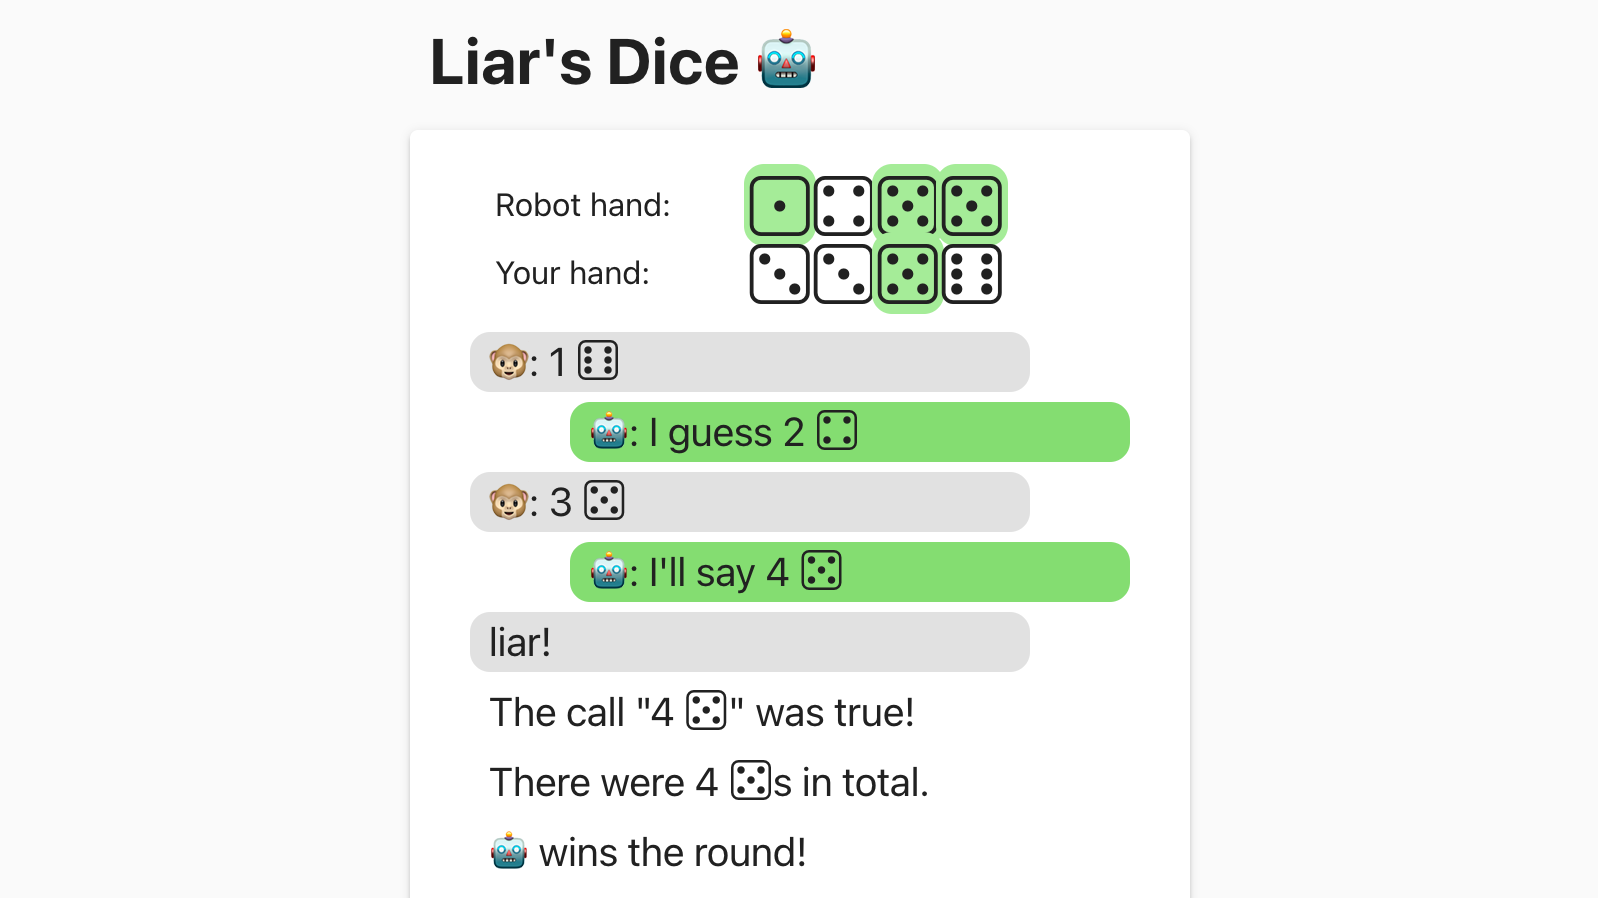 Liar's Dice 🤖
Robot hand: ⚀ ⚃ ⚄ ⚄
Your hand: ⚂ ⚂ ⚄ ⚅
🐵: 1 ⚅
🤖: I guess 2 ⚃
🐵: 3 ⚄
🤖: I'll say 4 ⚄
liar!
The call "4 ⚄" was true!
There were 4 ⚄s in total.
🤖 wins the round!